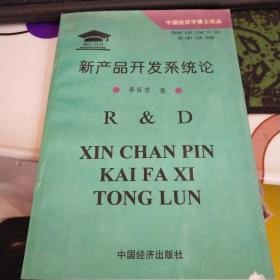 中国经济学博士论丛
新产品开发系统论
李百吉 著
R & D
XIN CHAN PIN
KAI FA XI
TONG LUN
中国经济出版社